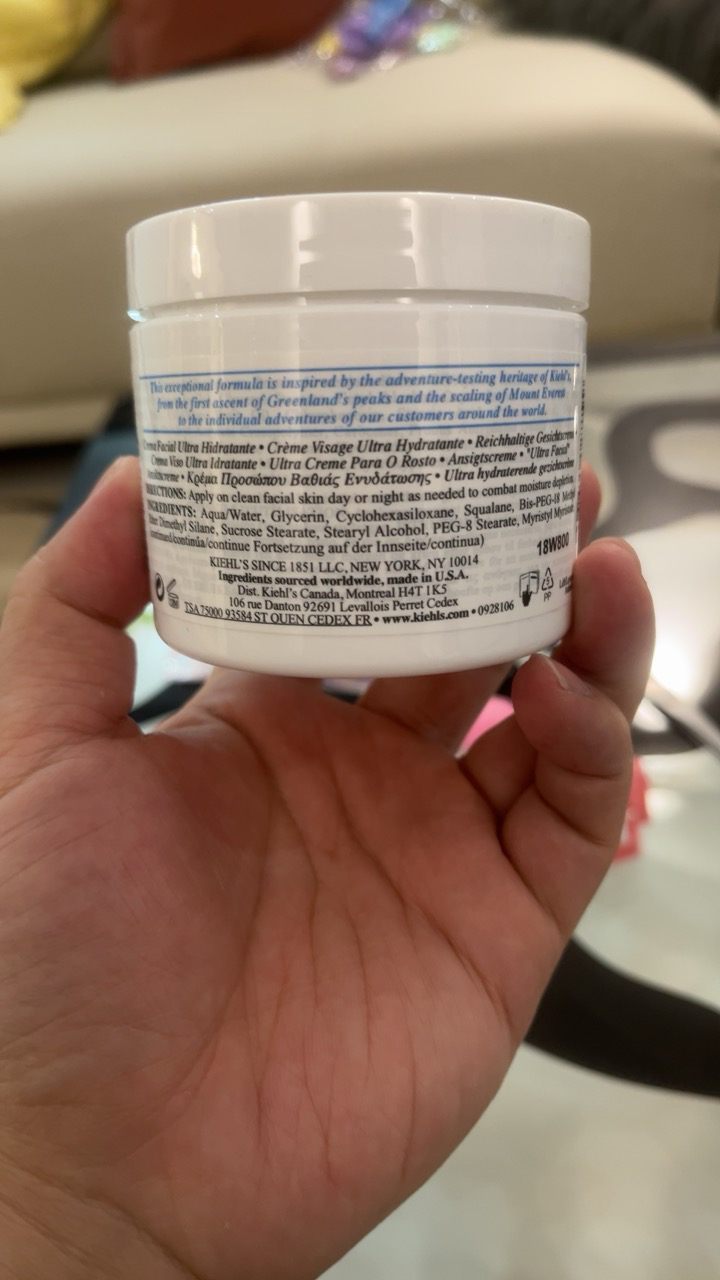 This exceptional formula is inspired by the adventure-testing heritage of Kiehl's,
from the first ascent of Greenland's peaks and the scaling of Mount Everest
to the individual adventures of our customers around the world.
Facial Ultra Hidratante • Crème Visage Ultra Hydratante • Reichhaltige Gesichtscreme
Crema Viso Ultra Idratante • Ultra Creme Para O Rosto • Ansigtscreme • "Ultra Facial"
• Κρέμα Προσώπου Βαθιάς Ενυδάτωσης • Ultra hydraterende gezichtscrème
DIRECTIONS: Apply on clean facial skin day or night as needed to combat moisture depletion.
INGREDIENTS: Aqua/Water, Glycerin, Cyclohexasiloxane, Squalane, Bis-PEG-18 Methyl
Ether Dimethyl Silane, Sucrose Stearate, Stearyl Alcohol, PEG-8 Stearate, Myristyl
(continued/continúa/continue Fortsetzung auf der Innseite/continua)
18W800
KIEHL'S SINCE 1851 LLC, NEW YORK, NY 10014
Ingredients sourced worldwide, made in U.S.A.
Dist. Kiehl's Canada, Montreal H4T 1K5
106 rue Danton 92691 Levallois Perret Cedex
TSA 75000 93584 ST OUEN CEDEX FR • www.kiehls.com • 0928106
PP